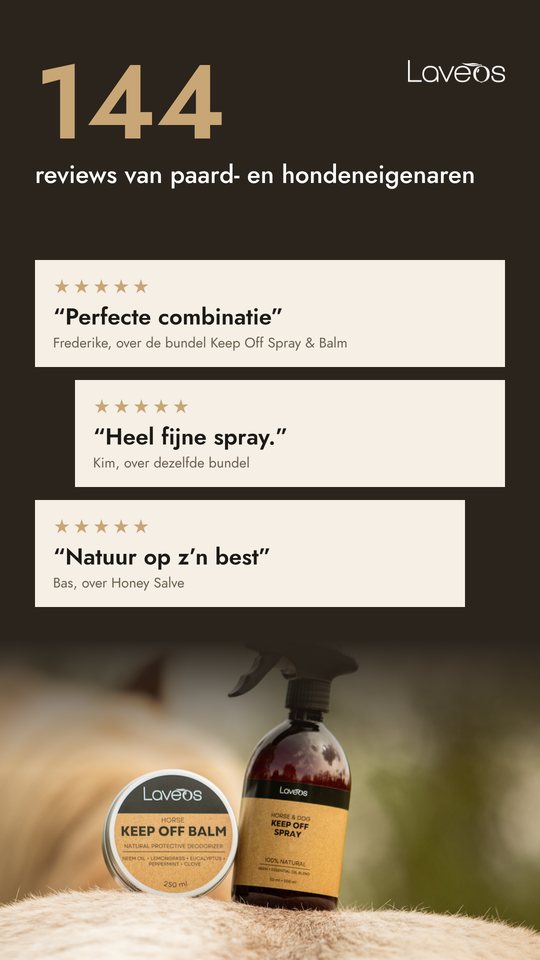 144
Laveos
reviews van paard- en hondeneigenaren
“Perfecte combinatie”
Frederike, over de bundel Keep Off Spray & Balm
“Heel fijne spray.”
Kim, over dezelfde bundel
“Natuur op z’n best”
Bas, over Honey Salve
Laveos
HORSE
KEEP OFF BALM
NATURAL PROTECTIVE DEODORIZER
NEEM OIL • LEMONGRASS • EUCALYPTUS •
PEPPERMINT • CLOVE
250 ml
Laveos
HORSE & DOG
KEEP OFF
SPRAY
100% NATURAL